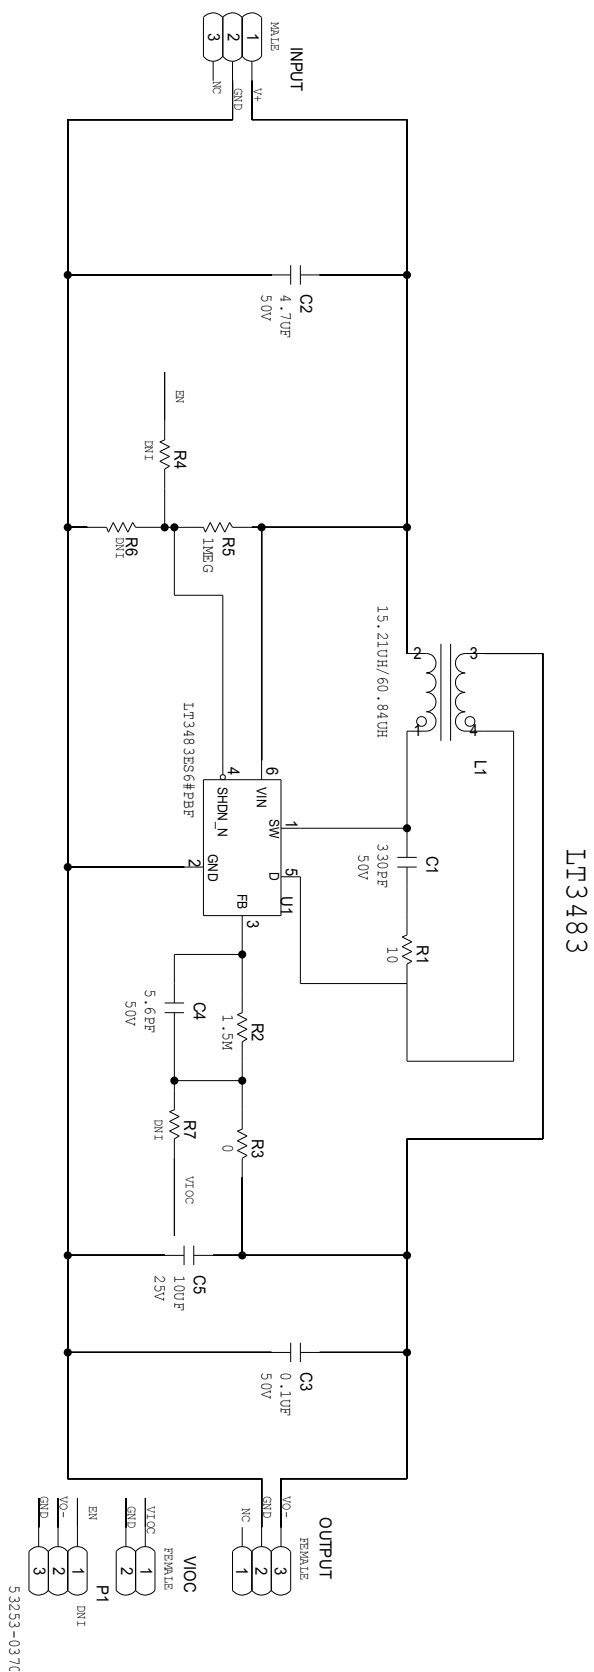 LT3483
INPUT
MALE
1
2
3
V+
GND
NC
C2
4.7UF
50V
EN
R4
DNI
R5
1MEG
R6
DNI
2
3
1
4
L1
15.21UH/60.84UH
C1
330PF
50V
R1
10
U1
LT3483ES6#PBF
6
VIN
4
SHDN_N
1
SW
5
D
2
GND
3
FB
R2
1.5M
C4
5.6PF
50V
R3
0
R7
DNI
VIOC
C5
10UF
25V
C3
0.1UF
50V
OUTPUT
FEMALE
VO-
GND
NC
3
2
1
VIOC
FEMALE
VIOC
GND
1
2
P1
DNI
EN
VO-
GND
1
2
3
53253-0370